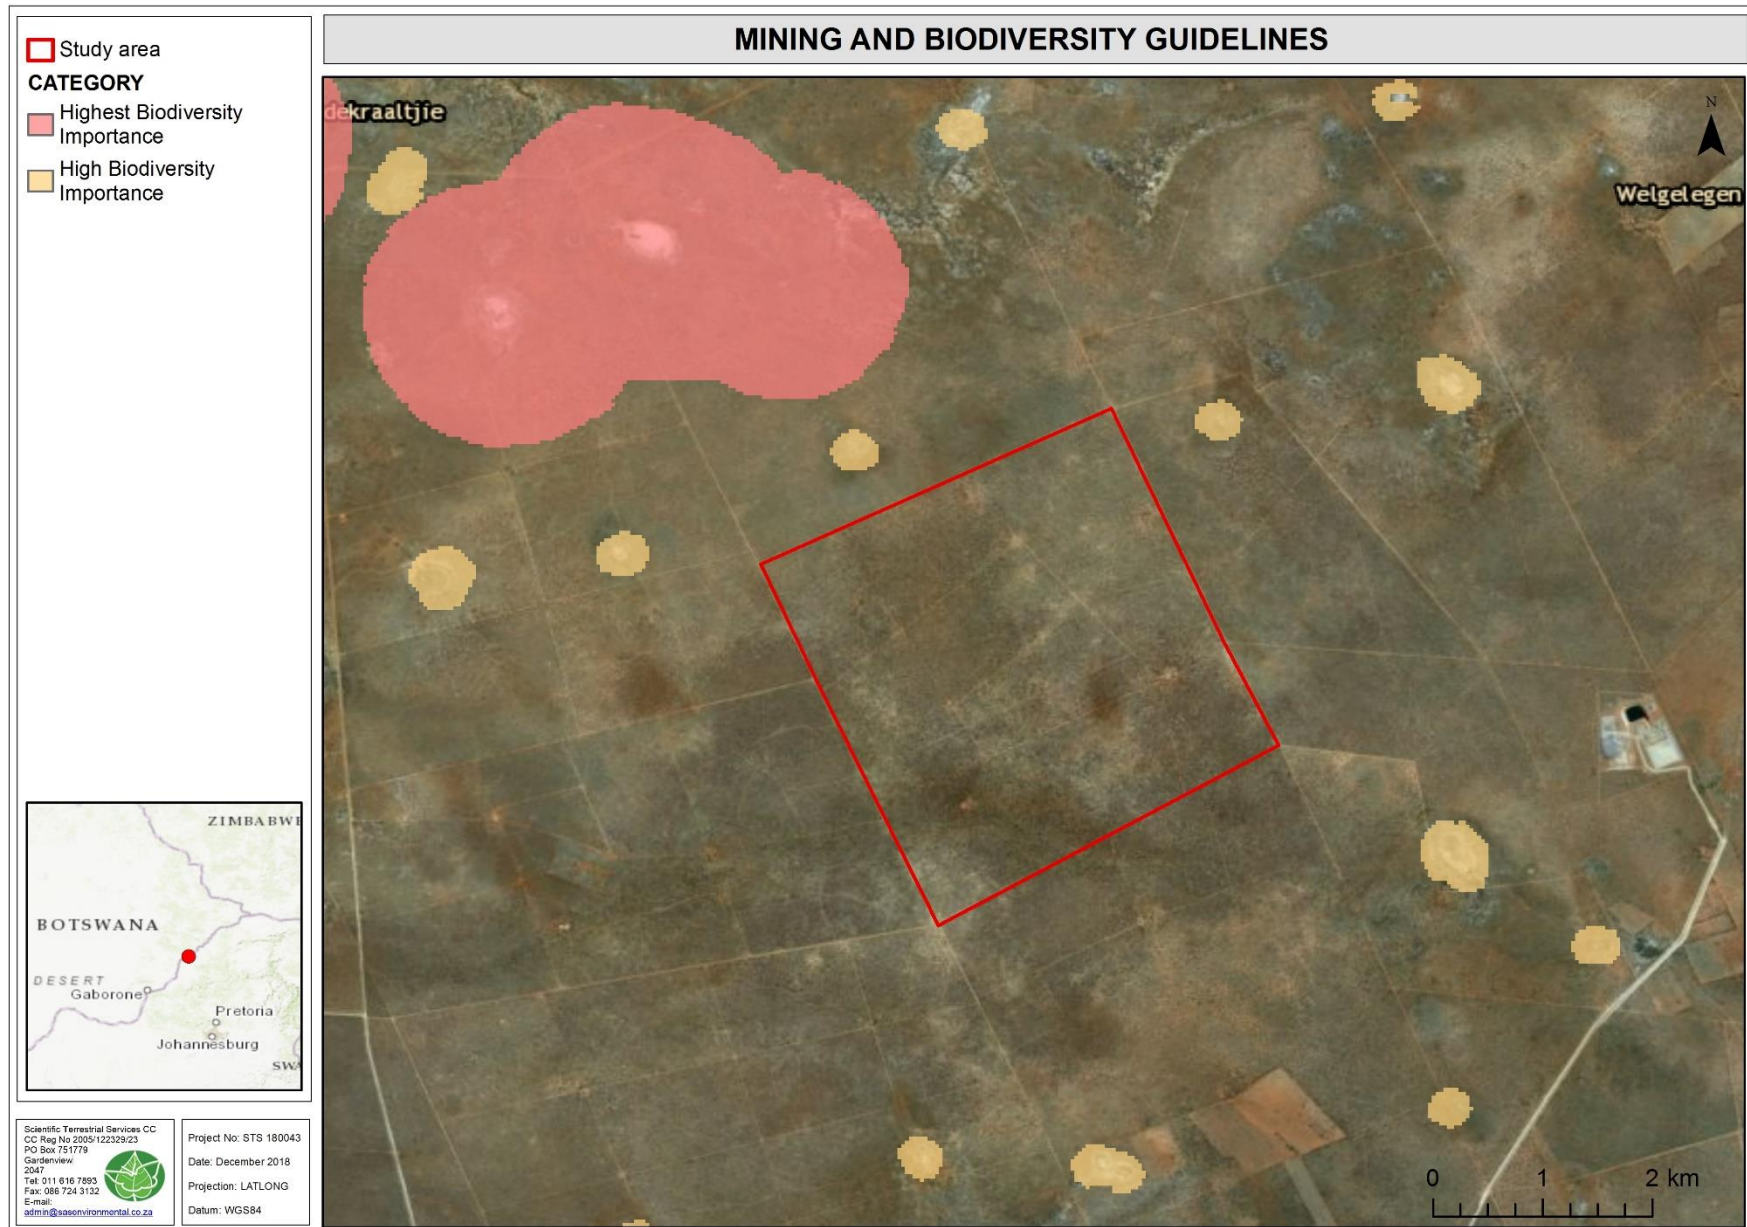 MINING AND BIODIVERSITY GUIDELINES
Study area
CATEGORY
Highest Biodiversity
Importance
High Biodiversity
Importance
dekraaltjie
N
Welgelegen
ZIMBABWE
BOTSWANA
DESERT
Gaborone
Pretoria
Johannesburg
SWA
Scientific Terrestrial Services CC
CC Reg No 2005/122329/23
PO Box 751779
Gardenview
2047
Tel: 011 616 7893
Fax: 086 724 3132
E-mail:
admin@sasonvironmental.co.za
Project No: STS 180043
Date: December 2018
Projection: LATLONG
Datum: WGS84
0 1 2 km